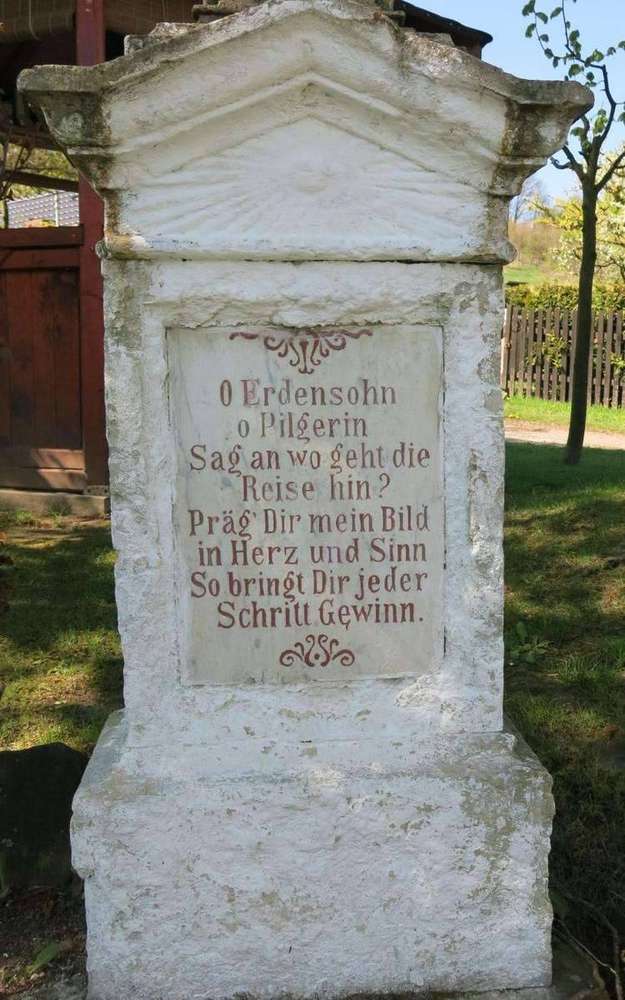 O Erdensohn
o Pilgerin
Sag an wo geht die
Reise hin?
Präg' Dir mein Bild
in Herz und Sinn
So bringt Dir jeder
Schritt Gewinn.